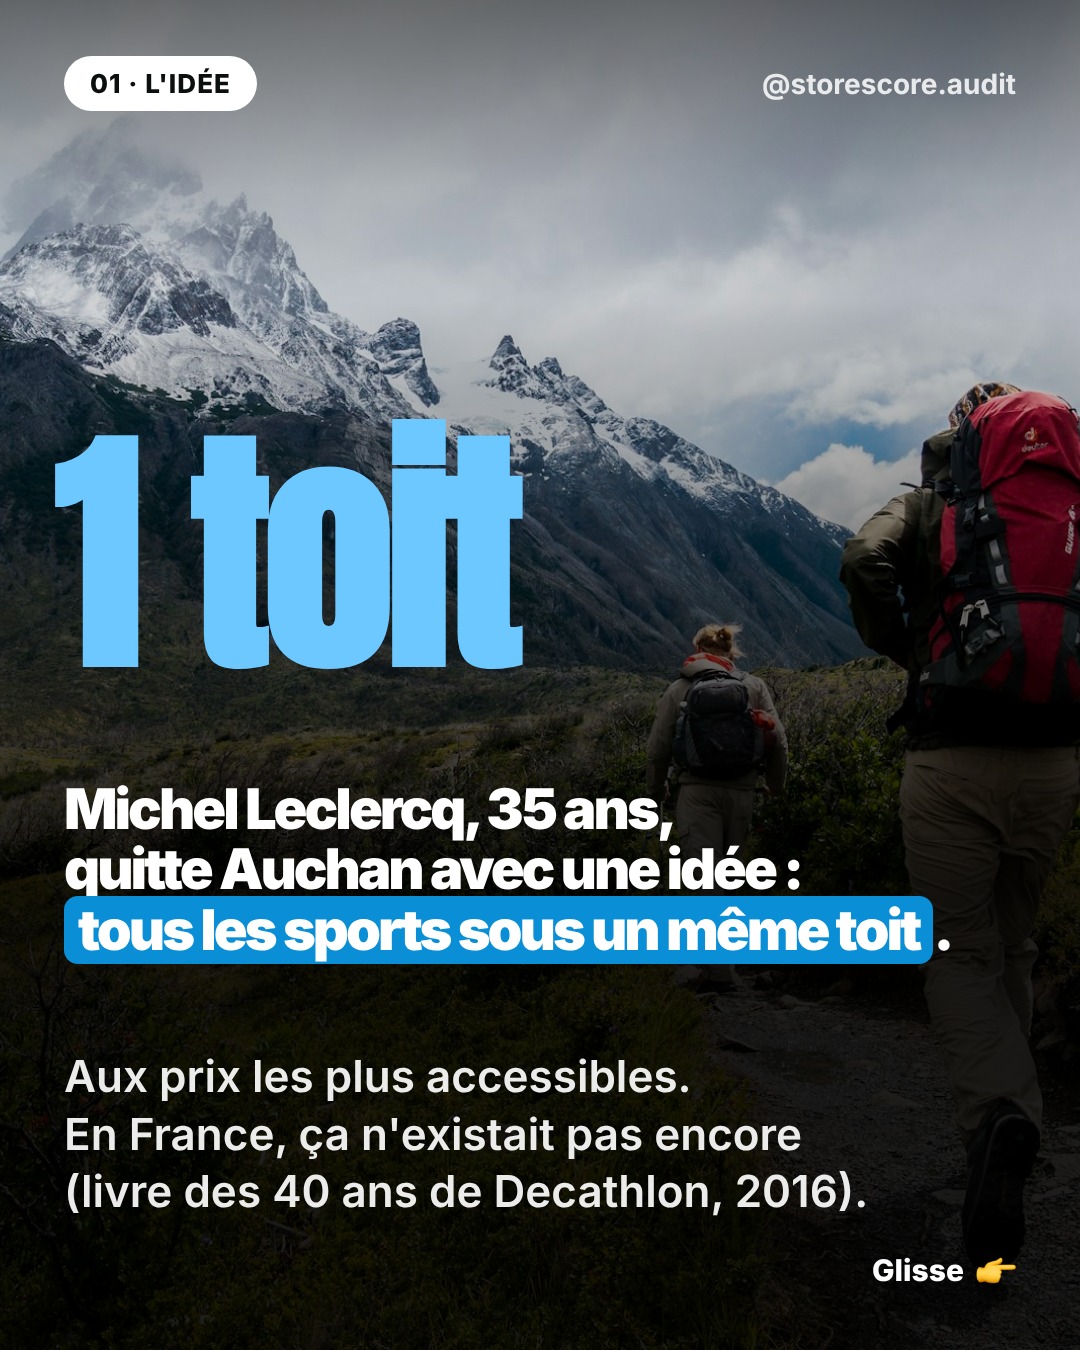 01 · L'IDÉE
@storescore.audit
1 toit
deuter
GUIDE
Michel Leclercq, 35 ans,
quitte Auchan avec une idée :
tous les sports sous un même toit .
Aux prix les plus accessibles.
En France, ça n'existait pas encore
(livre des 40 ans de Decathlon, 2016).
Glisse 👉